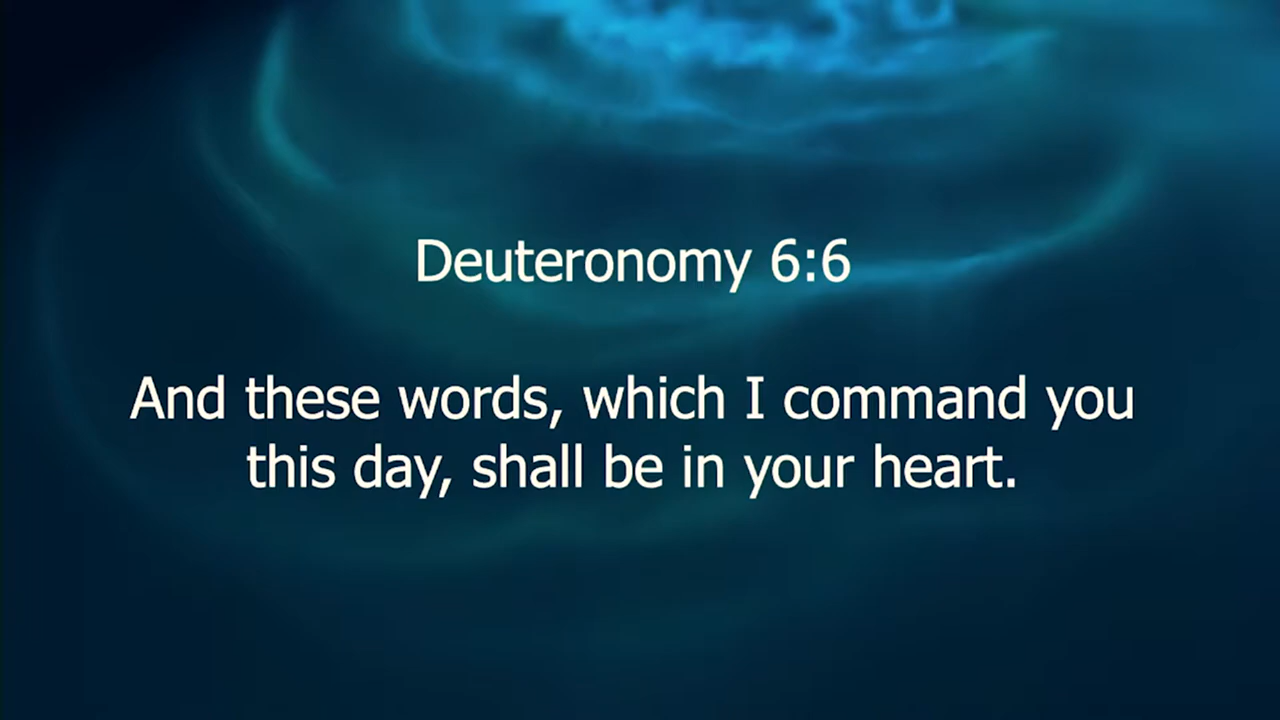 Deuteronomy 6:6
And these words, which I command you
this day, shall be in your heart.